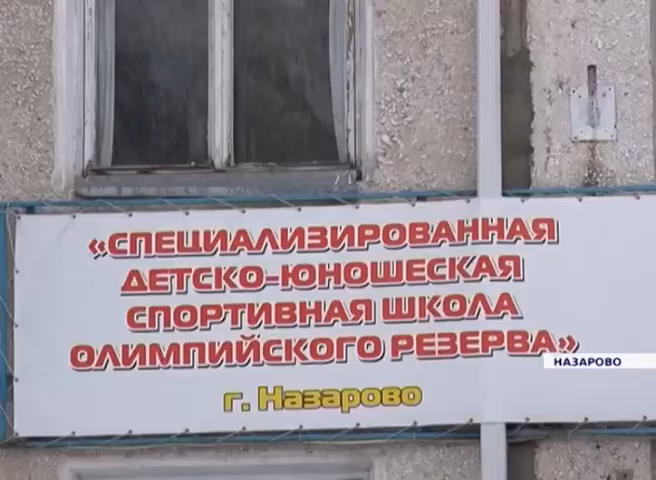 «СПЕЦИАЛИЗИРОВАННАЯ
ДЕТСКО-ЮНОШЕСКАЯ
СПОРТИВНАЯ ШКОЛА
ОЛИМПИЙСКОГО РЕЗЕРВА»
НАЗАРОВО
г. Назарово